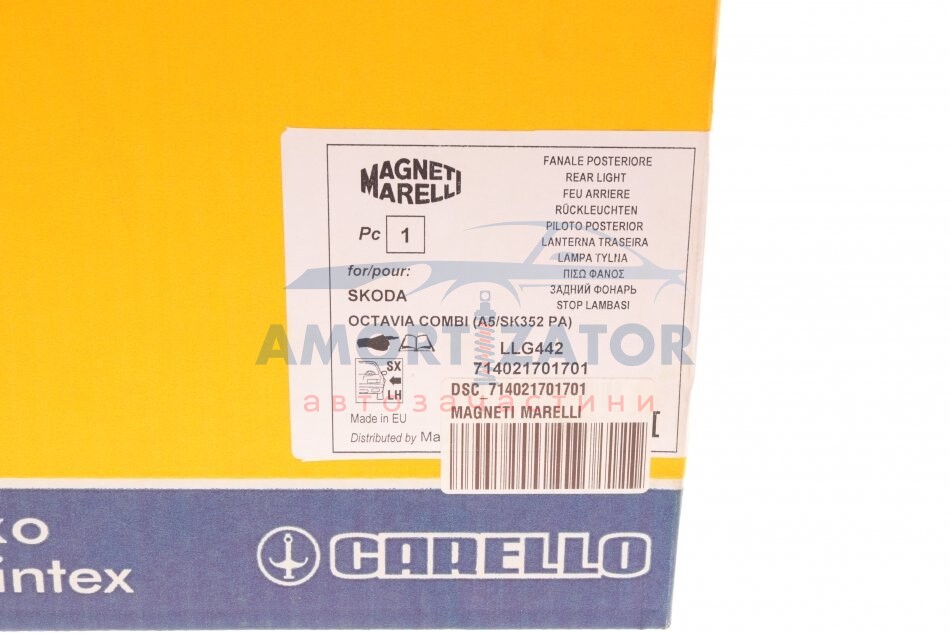 MAGNETI
MARELLI
Pc 1
for/pour:
SKODA
OCTAVIA COMBI (A5/SK352 PA)
FANALE POSTERIORE
REAR LIGHT
FEU ARRIERE
RÜCKLEUCHTEN
PILOTO POSTERIOR
LANTERNA TRASEIRA
LAMPA TYLNA
ΠΙΣΩ ΦΑΝΟΣ
ЗАДНИЙ ФОНАРЬ
STOP LAMBASI
AMORTIZATOR
автозапчастини
LLG442
714021701701
SX
LH
DSC_714021701701
MAGNETI MARELLI
Made in EU
Distributed by Ma
CARELLO
intex